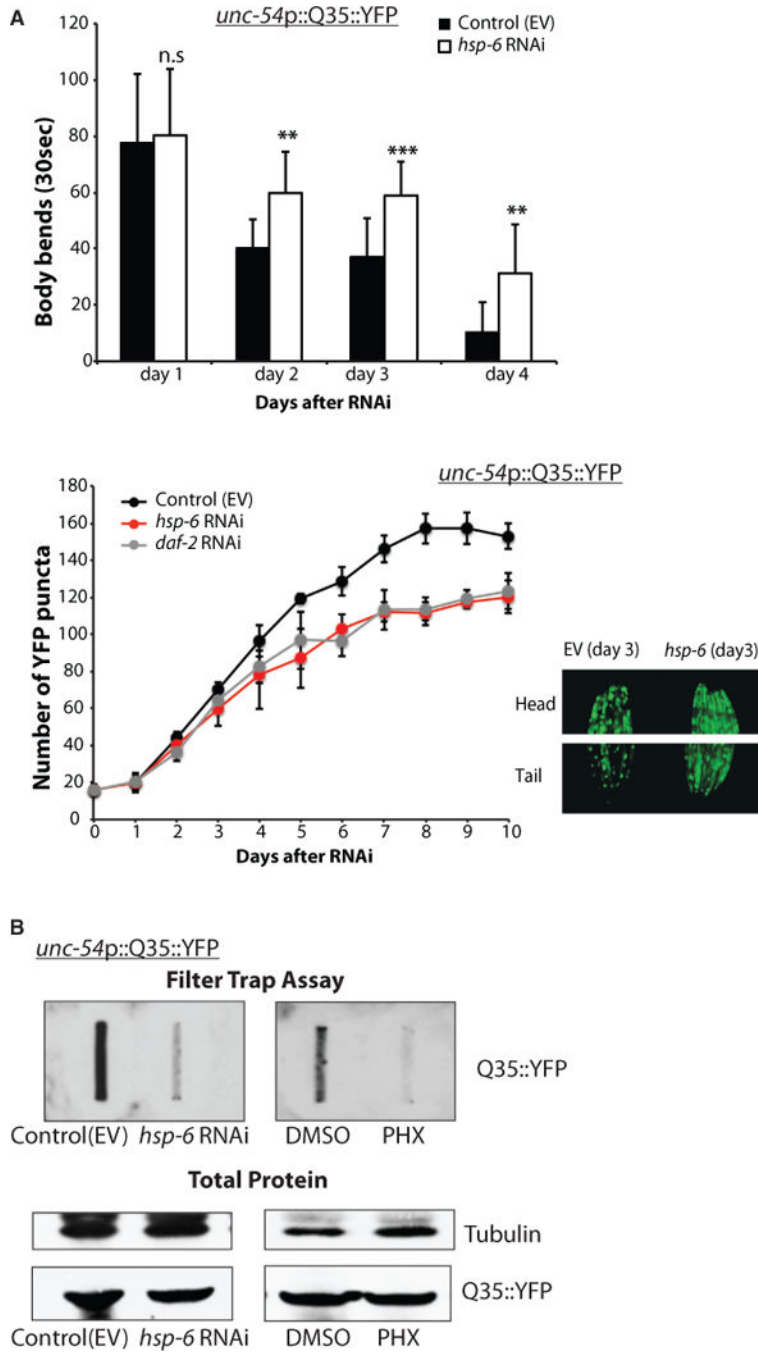 A
unc-54p::Q35::YFP
Control (EV)
hsp-6 RNAi
120
100
80
60
40
20
0
Body bends (30sec)
n.s
**
***
**
day 1
day 2
day 3
day 4
Days after RNAi
unc-54p::Q35::YFP
Control (EV)
hsp-6 RNAi
daf-2 RNAi
180
160
140
120
100
80
60
40
20
0
Number of YFP puncta
0 1 2 3 4 5 6 7 8 9 10
Days after RNAi
EV (day 3) hsp-6 (day3)
Head
Tail
B
unc-54p::Q35::YFP
Filter Trap Assay
Q35::YFP
Control(EV) hsp-6 RNAi DMSO PHX
Total Protein
Tubulin
Q35::YFP
Control(EV) hsp-6 RNAi DMSO PHX